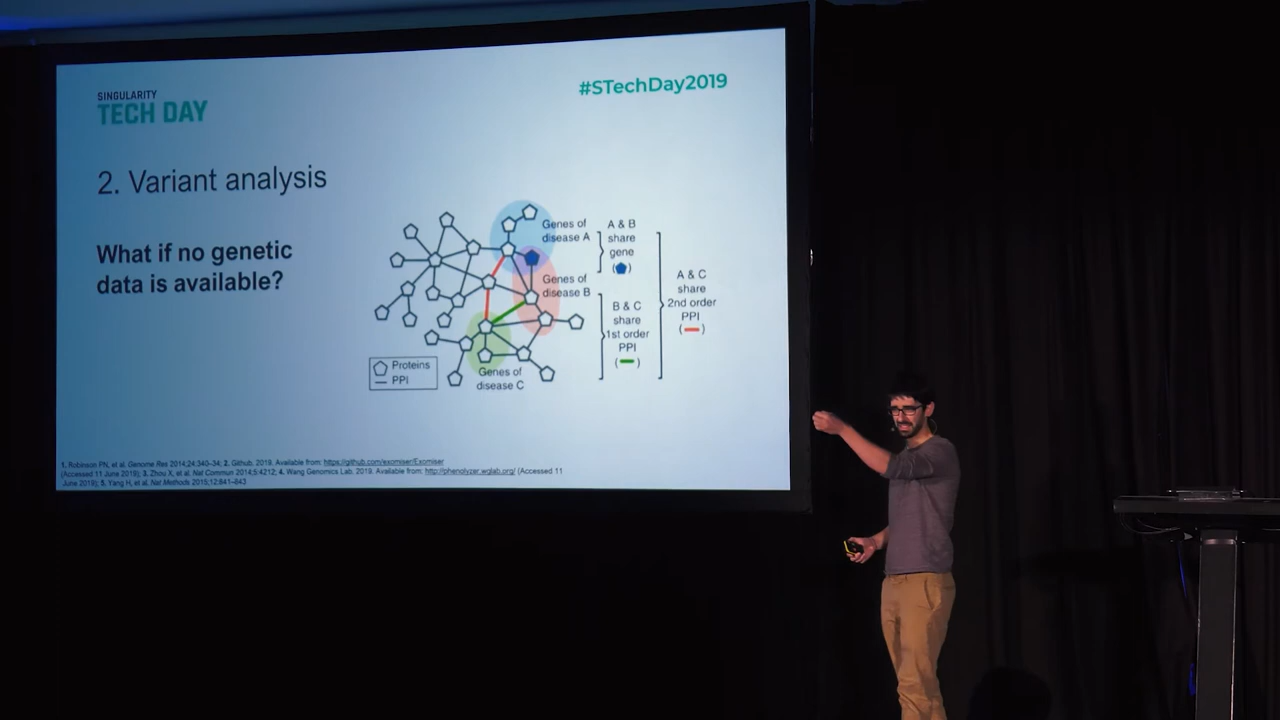 SINGULARITY
TECH DAY
#STechDay2019
2. Variant analysis
What if no genetic
data is available?
Genes of
disease A
A & B
share
gene
( )
Genes of
disease B
B & C
share
1st order
PPI
( )
A & C
share
2nd order
PPI
( )
Proteins
PPI
Genes of
disease C
1. Robinson PN, et al. Genome Res 2014;24:340–34; 2. Github. 2019. Available from: https://github.com/exomiser/Exomiser
(Accessed 11 June 2019); 3. Zhou X, et al. Nat Commun 2014;5:4212; 4. Wang Genomics Lab. 2019. Available from: http://phenolyzer.wglab.org/ (Accessed 11
June 2019); 5. Yang H, et al. Nat Methods 2015;12:841–843